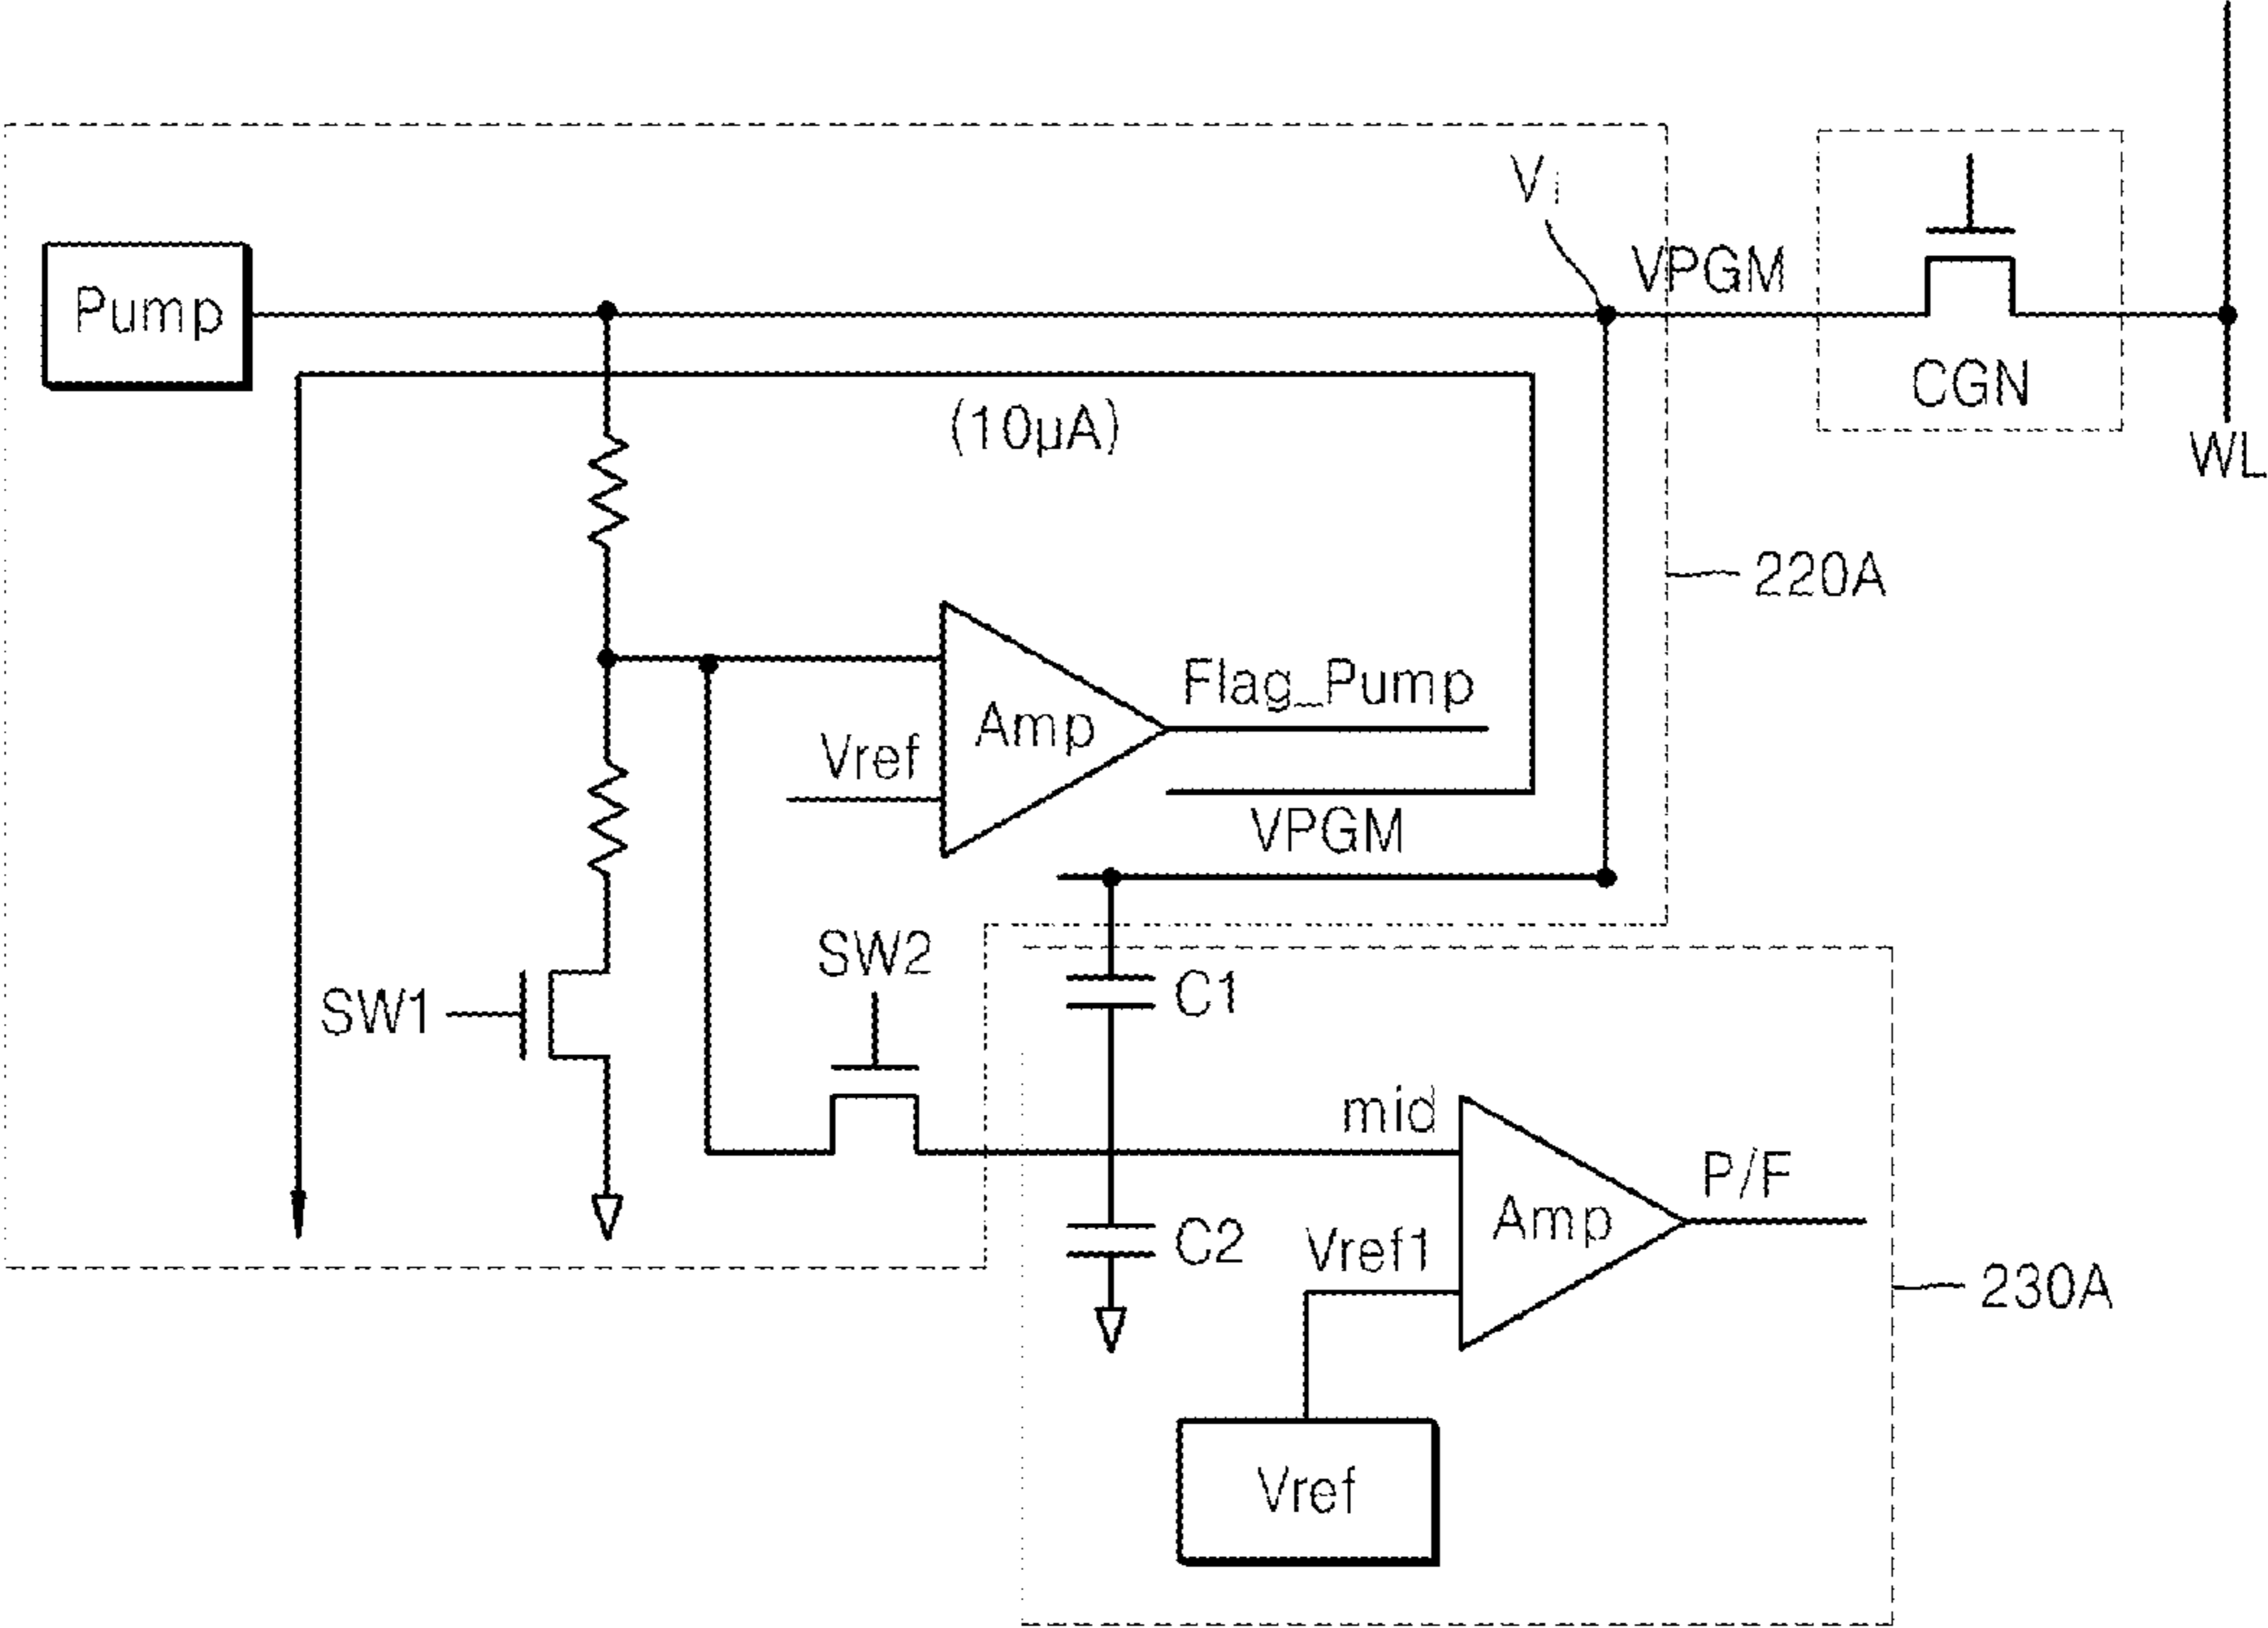 Vi
VPGM
Pump
CGN
(10µA)
WL
220A
Flag_Pump
Amp
Vref
VPGM
SW2
C1
SW1
mid
P/F
Amp
C2
Vref1
230A
Vref